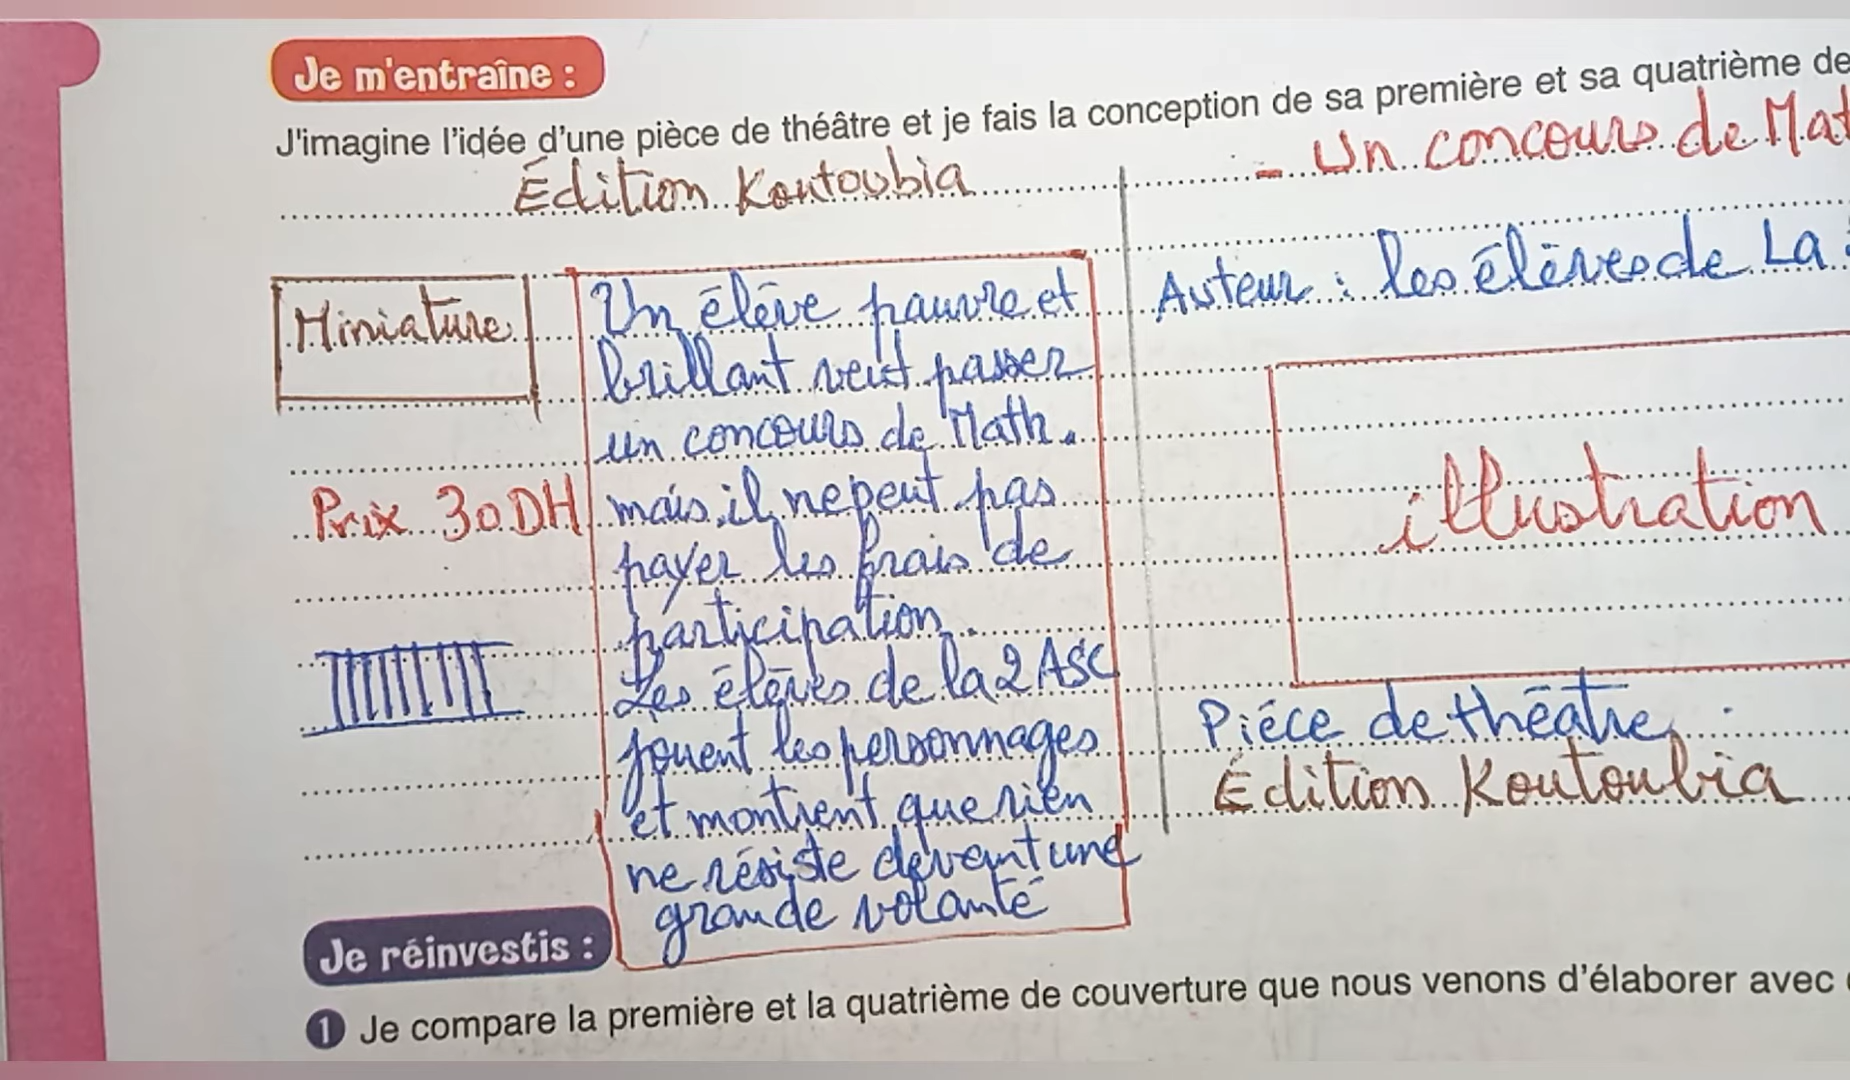 Je m'entraîne :
J'imagine l'idée d'une pièce de théâtre et je fais la conception de sa première et sa quatrième de
Édition Koutoubia
Miniature
Prix 30 DH
Un élève pauvre et
brillant veut passer
un concours de Math.
mais il ne peut pas
payer les frais de
participation.
Les élèves de la 2 ASC
jouent les personnages
et montrent que rien
ne résiste devant une
grande volanté
- Un concours de Mat
Auteur : les élèves de La
illustration
Piéce de théâtre :
Édition Koutoubia
Je réinvestis :
1 Je compare la première et la quatrième de couverture que nous venons d'élaborer avec